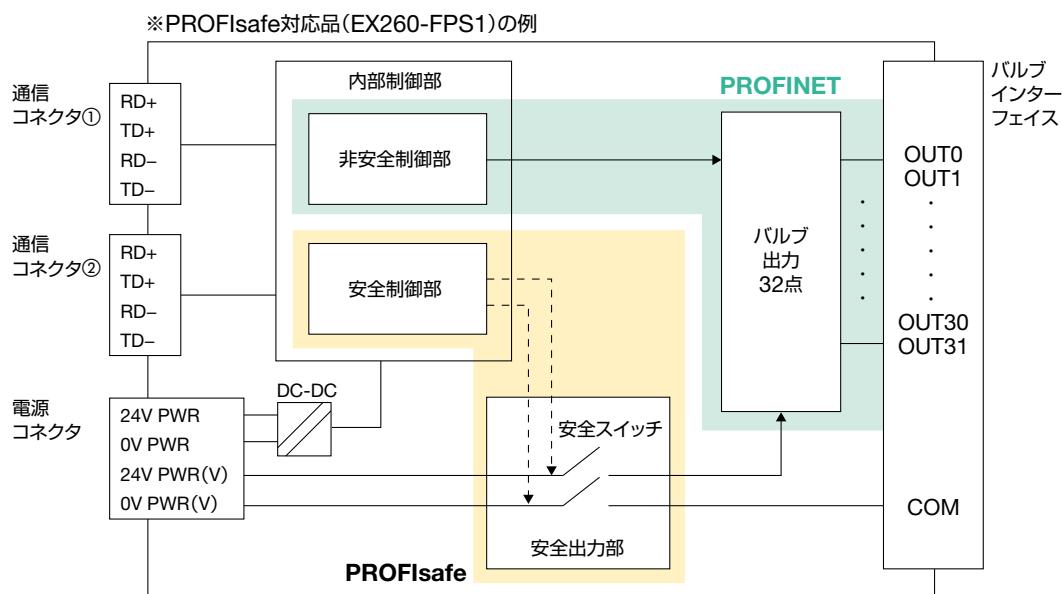 ※PROFIsafe対応品（EX260-FPS1）の例
通信
コネクタ①
RD+
TD+
RD−
TD−
通信
コネクタ②
RD+
TD+
RD−
TD−
電源
コネクタ
24V PWR
0V PWR
24V PWR（V）
0V PWR（V）
DC-DC
内部制御部
非安全制御部
安全制御部
PROFINET
バルブ
出力
32点
安全スイッチ
安全出力部
PROFIsafe
バルブ
インター
フェイス
OUT0
OUT1
OUT30
OUT31
COM